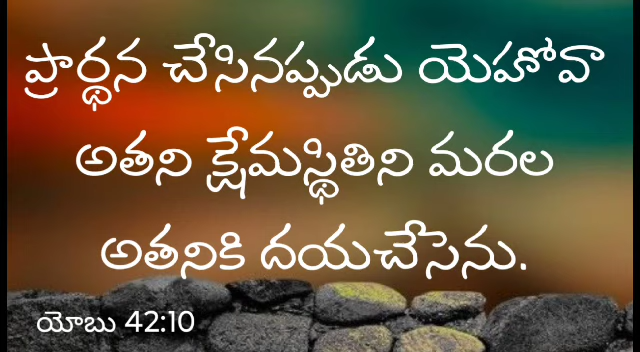 ప్రార్థన చేసినప్పుడు యెహోవా
అతని క్షేమస్థితిని మరల
అతనికి దయచేసెను.
యోబు 42:10